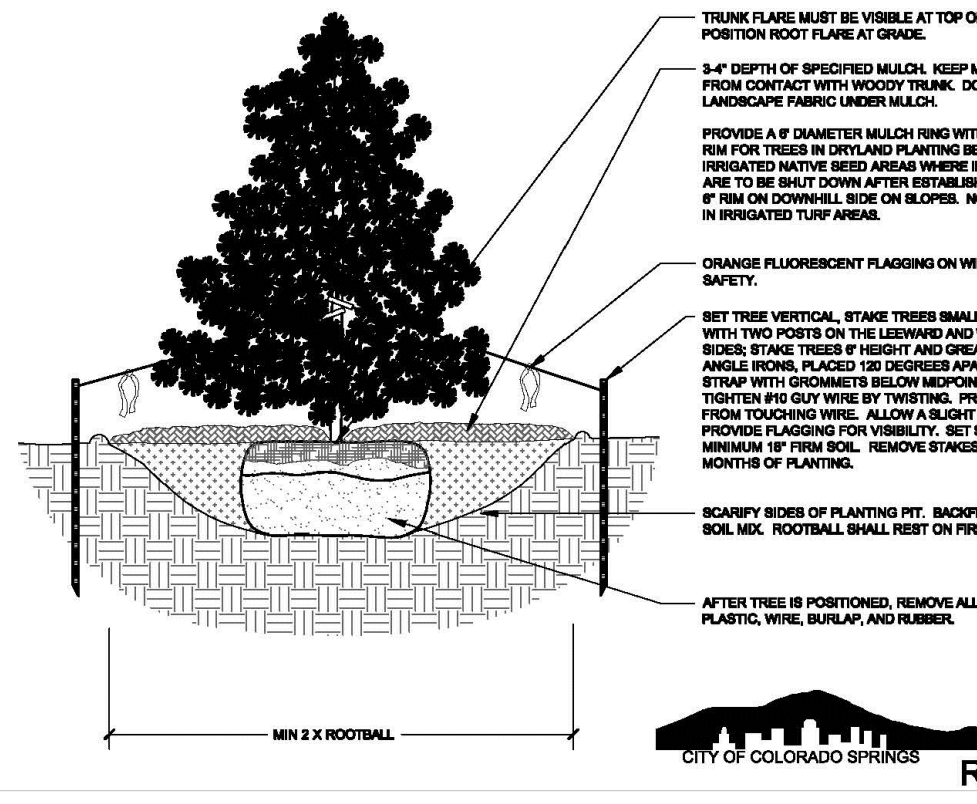 TRUNK FLARE MUST BE VISIBLE AT TOP O
POSITION ROOT FLARE AT GRADE.
3-4" DEPTH OF SPECIFIED MULCH. KEEP M
FROM CONTACT WITH WOODY TRUNK. DO
LANDSCAPE FABRIC UNDER MULCH.
PROVIDE A 6' DIAMETER MULCH RING WITH
RIM FOR TREES IN DRYLAND PLANTING BE
IRRIGATED NATIVE SEED AREAS WHERE I
ARE TO BE SHUT DOWN AFTER ESTABLISH
6" RIM ON DOWNHILL SIDE ON SLOPES. NO
IN IRRIGATED TURF AREAS.
ORANGE FLUORESCENT FLAGGING ON WI
SAFETY.
SET TREE VERTICAL, STAKE TREES SMALL
WITH TWO POSTS ON THE LEEWARD AND
SIDES; STAKE TREES 6' HEIGHT AND GREA
ANGLE IRONS, PLACED 120 DEGREES APA
STRAP WITH GROMMETS BELOW MIDPOIN
TIGHTEN #10 GUY WIRE BY TWISTING. PR
FROM TOUCHING WIRE. ALLOW A SLIGHT
PROVIDE FLAGGING FOR VISIBILITY. SET S
MINIMUM 18" FIRM SOIL. REMOVE STAKES
MONTHS OF PLANTING.
SCARIFY SIDES OF PLANTING PIT. BACKF
SOIL MIX. ROOTBALL SHALL REST ON FIR
AFTER TREE IS POSITIONED, REMOVE ALL
PLASTIC, WIRE, BURLAP, AND RUBBER.
MIN 2 X ROOTBALL
CITY OF COLORADO SPRINGS
R